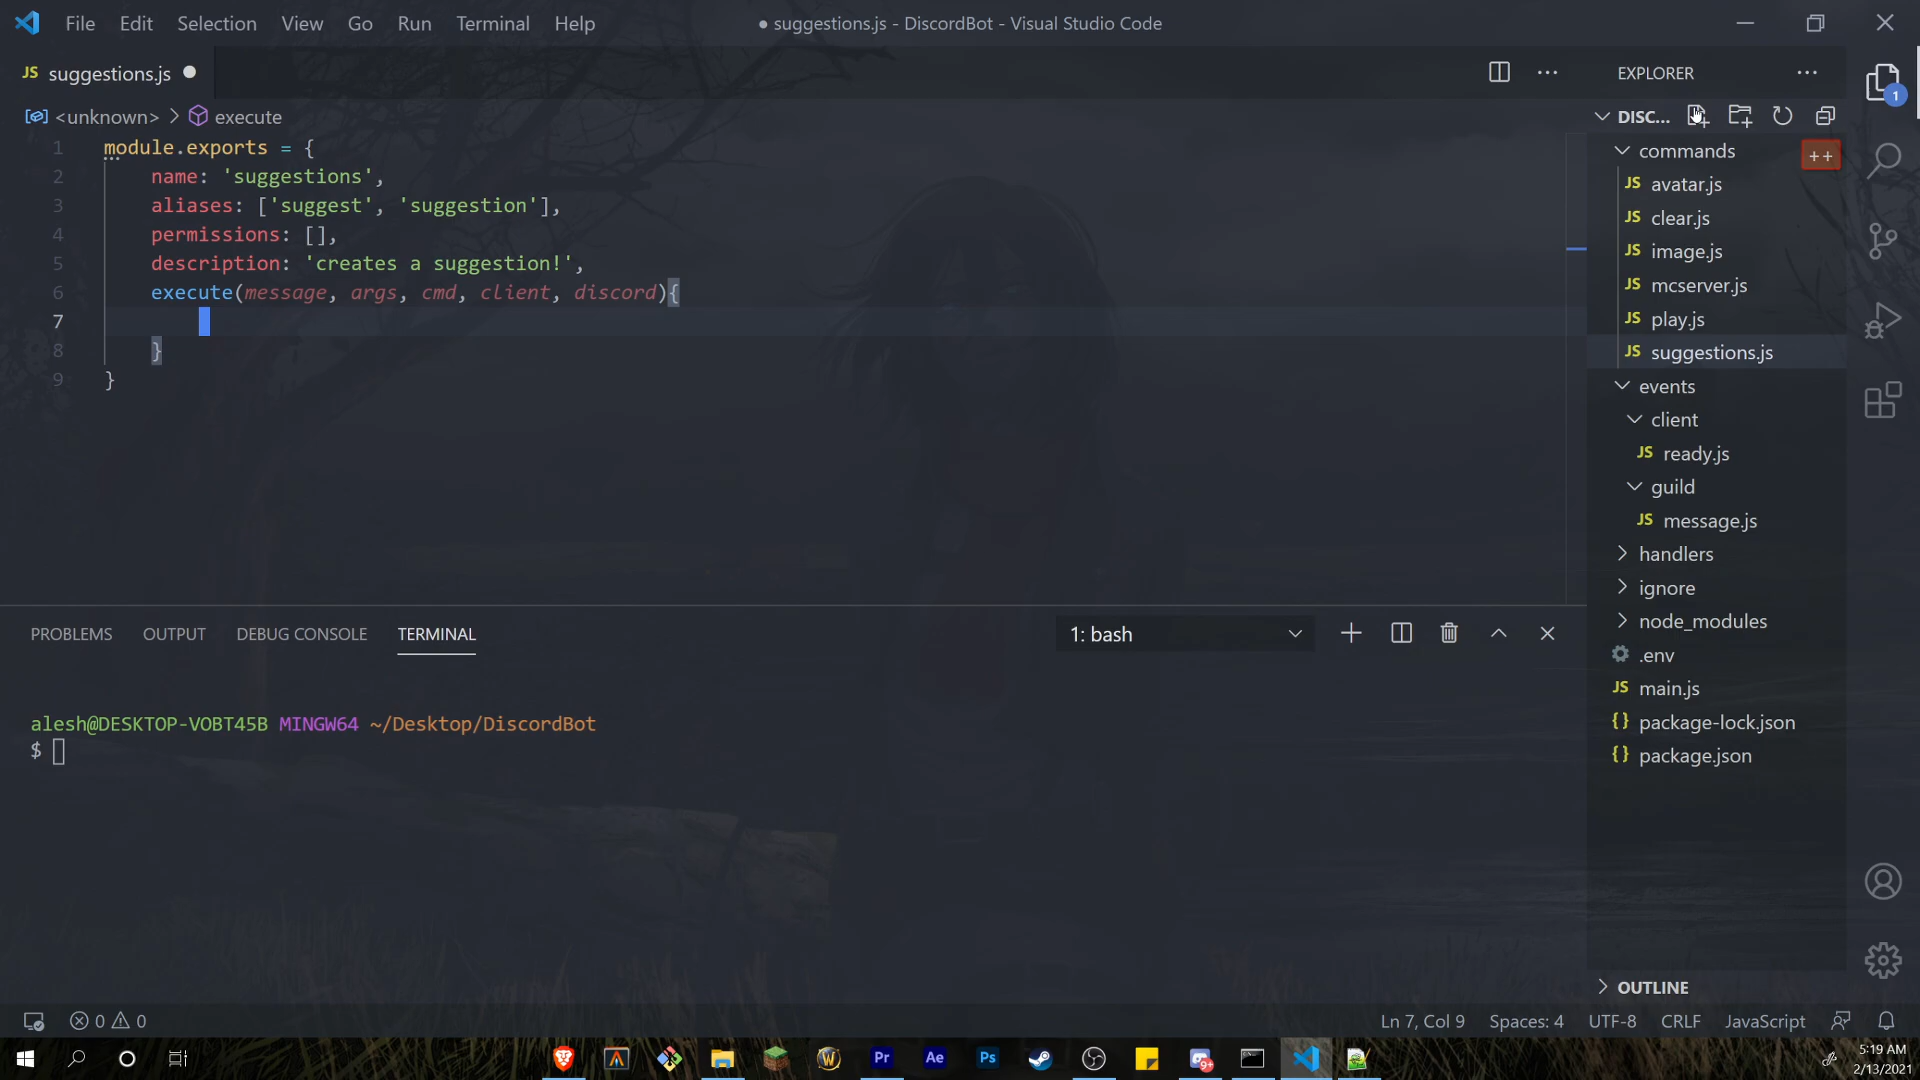 File Edit Selection View Go Run Terminal Help
● suggestions.js - DiscordBot - Visual Studio Code
JS suggestions.js ●
<unknown> > execute
1 module.exports = {
2 name: 'suggestions',
3 aliases: ['suggest', 'suggestion'],
4 permissions: [],
5 description: 'creates a suggestion!',
6 execute(message, args, cmd, client, discord){
7
8 }
9 }
PROBLEMS OUTPUT DEBUG CONSOLE TERMINAL
1: bash
alesh@DESKTOP-VOBT45B MINGW64 ~/Desktop/DiscordBot
$
EXPLORER
DISC...
commands
++
JS avatar.js
JS clear.js
JS image.js
JS mcserver.js
JS play.js
JS suggestions.js
events
client
JS ready.js
guild
JS message.js
handlers
ignore
node_modules
.env
JS main.js
{} package-lock.json
{} package.json
OUTLINE
1
0 0
Ln 7, Col 9 Spaces: 4 UTF-8 CRLF JavaScript
W Pr Ae Ps 9+
5:19 AM
2/13/2021